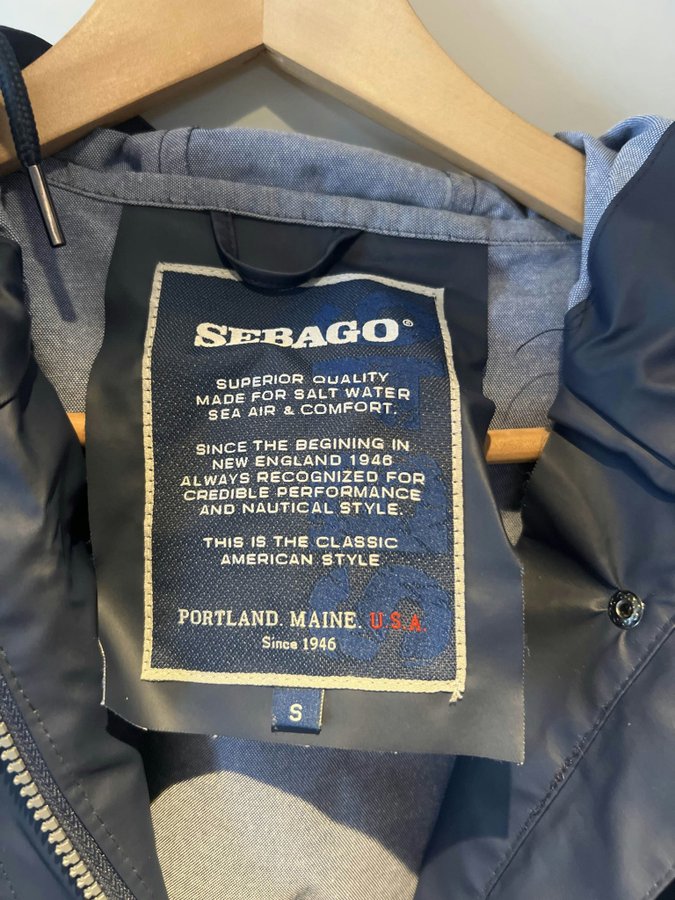 SEBAGO®
SUPERIOR QUALITY
MADE FOR SALT WATER
SEA AIR & COMFORT.
SINCE THE BEGINING IN
NEW ENGLAND 1946
ALWAYS RECOGNIZED FOR
CREDIBLE PERFORMANCE
AND NAUTICAL STYLE.
THIS IS THE CLASSIC
AMERICAN STYLE
PORTLAND. MAINE. U.S.A.
Since 1946
S